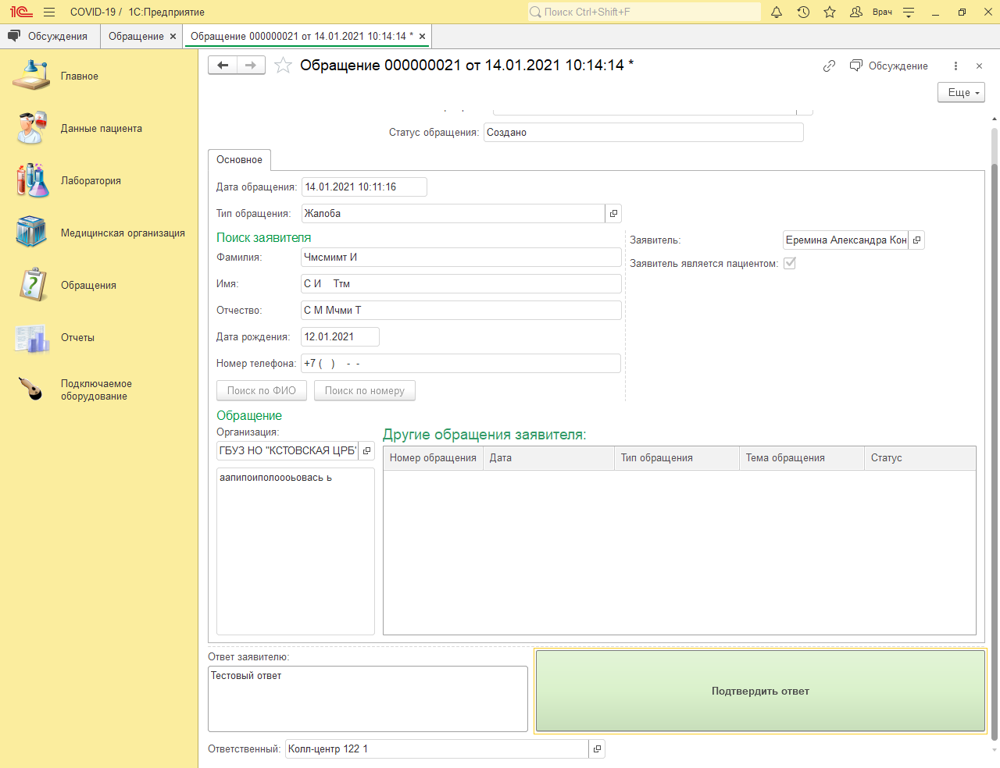 COVID-19 / 1С:Предприятие
Поиск Ctrl+Shift+F
Врач
Обсуждения
Обращение
Обращение 000000021 от 14.01.2021 10:14:14 *
Главное
Данные пациента
Лаборатория
Медицинская организация
Обращения
Отчеты
Подключаемое
оборудование
Обращение 000000021 от 14.01.2021 10:14:14 *
Обсуждение
Еще
Статус обращения: Создано
Основное
Дата обращения: 14.01.2021 10:11:16
Тип обращения: Жалоба
Поиск заявителя
Фамилия: Чмсмимт И
Имя: С И Ттм
Отчество: С М Мчми Т
Дата рождения: 12.01.2021
Номер телефона: +7 ( ) - -
Поиск по ФИО Поиск по номеру
Заявитель: Еремина Александра Кон
Заявитель является пациентом:
Обращение
Организация:
ГБУЗ НО "КСТОВСКАЯ ЦРБ"
аапипоиполоооьовась ь
Другие обращения заявителя:
Номер обращения Дата Тип обращения Тема обращения Статус
Ответ заявителю:
Тестовый ответ
Подтвердить ответ
Ответственный: Колл-центр 122 1